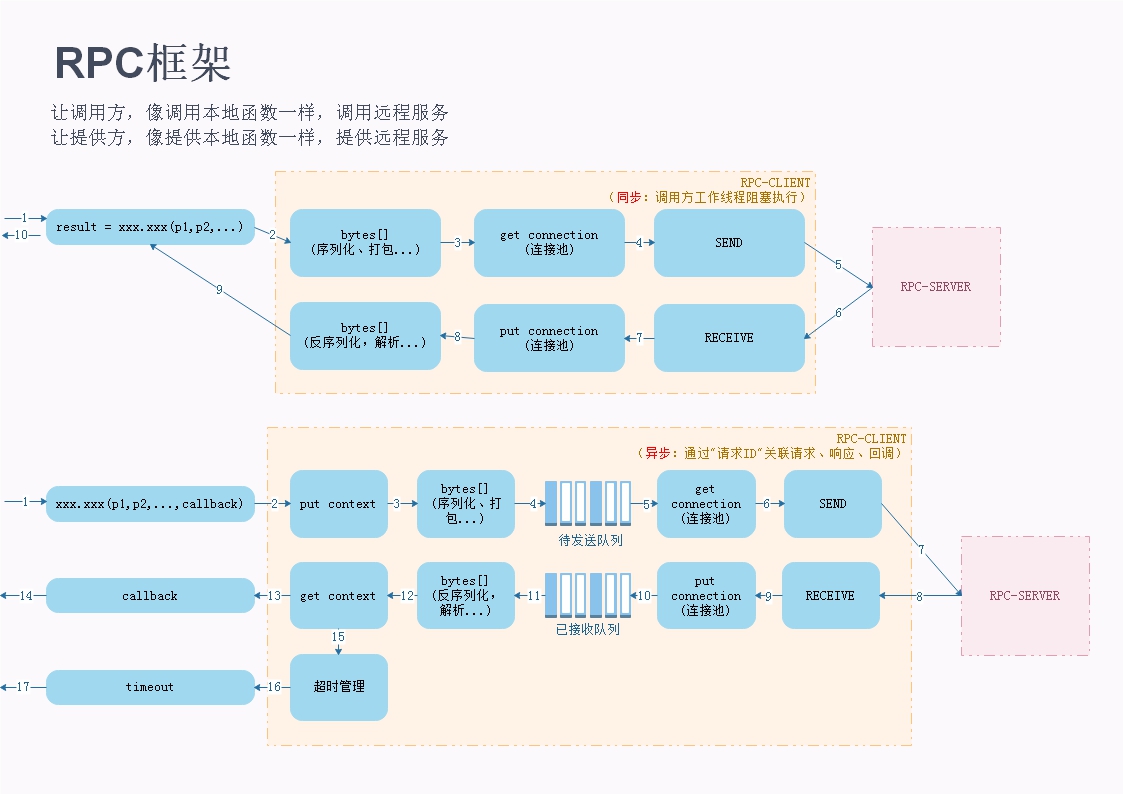 RPC框架
让调用方，像调用本地函数一样，调用远程服务
让提供方，像提供本地函数一样，提供远程服务
RPC-CLIENT
（同步：调用方工作线程阻塞执行）
1
10
result = xxx.xxx(p1,p2,...)
2
bytes[]
(序列化、打包...)
3
get connection
(连接池)
4
SEND
5
RPC-SERVER
6
9
bytes[]
(反序列化，解析...)
8
put connection
(连接池)
7
RECEIVE
RPC-CLIENT
（异步：通过"请求ID"关联请求、响应、回调）
1
xxx.xxx(p1,p2,...,callback)
2
put context
3
bytes[]
(序列化、打
包...)
4
待发送队列
5
get
connection
(连接池)
6
SEND
7
RPC-SERVER
14
callback
13
get context
12
bytes[]
(反序列化，
解析...)
11
已接收队列
10
put
connection
(连接池)
9
RECEIVE
8
15
17
timeout
16
超时管理